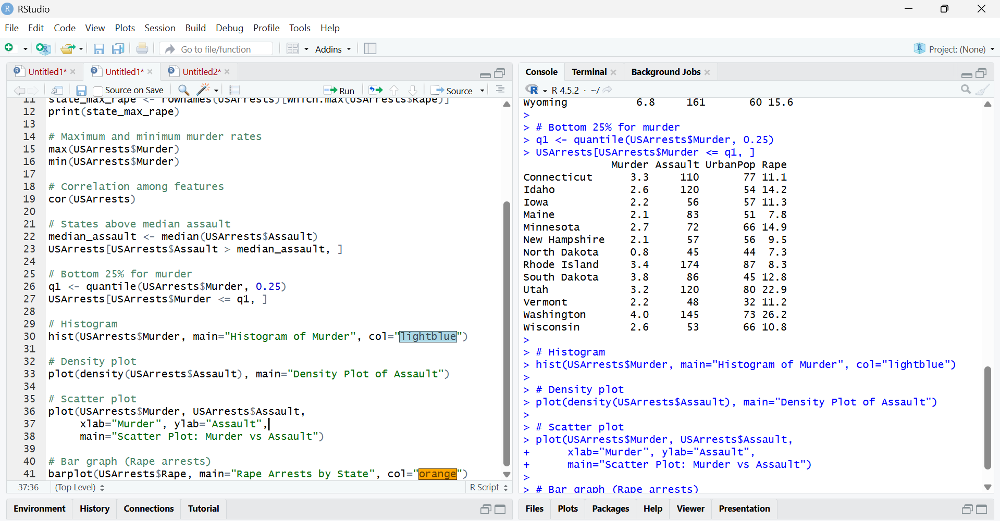 RStudio
File Edit Code View Plots Session Build Debug Profile Tools Help
Go to file/function Addins Project: (None)
Untitled1* Untitled1* Untitled2*
Source on Save Run Source
11 state_max_rape <- rownames(USArrests)[which.max(USArrests$Rape)]
12 print(state_max_rape)
13
14 # Maximum and minimum murder rates
15 max(USArrests$Murder)
16 min(USArrests$Murder)
17
18 # Correlation among features
19 cor(USArrests)
20
21 # States above median assault
22 median_assault <- median(USArrests$Assault)
23 USArrests[USArrests$Assault > median_assault, ]
24
25 # Bottom 25% for murder
26 q1 <- quantile(USArrests$Murder, 0.25)
27 USArrests[USArrests$Murder <= q1, ]
28
29 # Histogram
30 hist(USArrests$Murder, main="Histogram of Murder", col="lightblue")
31
32 # Density plot
33 plot(density(USArrests$Assault), main="Density Plot of Assault")
34
35 # Scatter plot
36 plot(USArrests$Murder, USArrests$Assault,
37      xlab="Murder", ylab="Assault",
38      main="Scatter Plot: Murder vs Assault")
39
40 # Bar graph (Rape arrests)
41 barplot(USArrests$Rape, main="Rape Arrests by State", col="orange")
37:36 (Top Level) R Script
Environment History Connections Tutorial
Console Terminal Background Jobs
R 4.5.2 · ~/
Wyoming 6.8 161 60 15.6
>
> # Bottom 25% for murder
> q1 <- quantile(USArrests$Murder, 0.25)
> USArrests[USArrests$Murder <= q1, ]
Murder Assault UrbanPop Rape
Connecticut 3.3 110 77 11.1
Idaho 2.6 120 54 14.2
Iowa 2.2 56 57 11.3
Maine 2.1 83 51 7.8
Minnesota 2.7 72 66 14.9
New Hampshire 2.1 57 56 9.5
North Dakota 0.8 45 44 7.3
Rhode Island 3.4 174 87 8.3
South Dakota 3.8 86 45 12.8
Utah 3.2 120 80 22.9
Vermont 2.2 48 32 11.2
Washington 4.0 145 73 26.2
Wisconsin 2.6 53 66 10.8
>
> # Histogram
> hist(USArrests$Murder, main="Histogram of Murder", col="lightblue")
>
> # Density plot
> plot(density(USArrests$Assault), main="Density Plot of Assault")
>
> # Scatter plot
> plot(USArrests$Murder, USArrests$Assault,
+      xlab="Murder", ylab="Assault",
+      main="Scatter Plot: Murder vs Assault")
>
> # Bar graph (Rape arrests)
Files Plots Packages Help Viewer Presentation